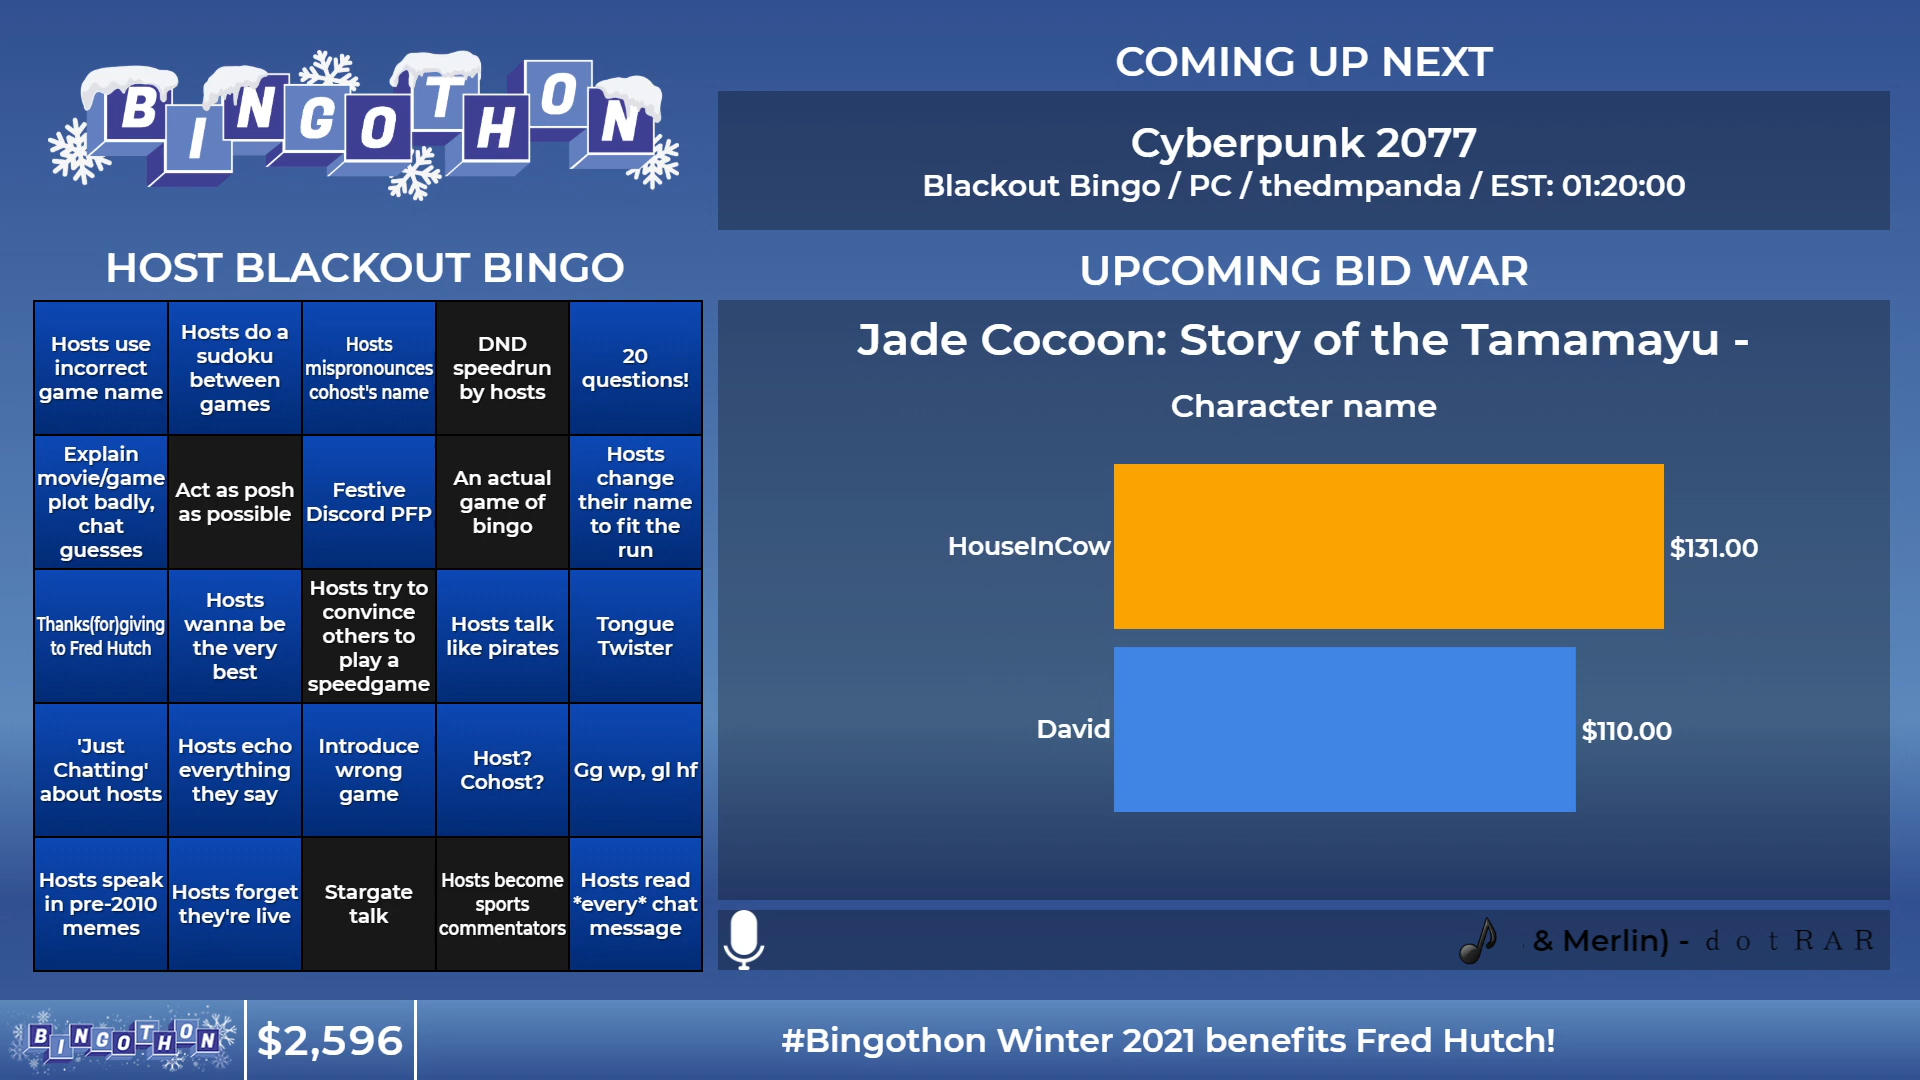 BINGOTHON
COMING UP NEXT
Cyberpunk 2077
Blackout Bingo / PC / thedmpanda / EST: 01:20:00
HOST BLACKOUT BINGO
Hosts use
incorrect
game name
Hosts do a
sudoku
between
games
Hosts
mispronounces
cohost's name
DND
speedrun
by hosts
20
questions!
Explain
movie/game
plot badly,
chat
guesses
Act as posh
as possible
Festive
Discord PFP
An actual
game of
bingo
Hosts
change
their name
to fit the
run
Thanks(for)giving
to Fred Hutch
Hosts
wanna be
the very
best
Hosts try to
convince
others to
play a
speedgame
Hosts talk
like pirates
Tongue
Twister
'Just
Chatting'
about hosts
Hosts echo
everything
they say
Introduce
wrong
game
Host?
Cohost?
Gg wp, gl hf
Hosts speak
in pre-2010
memes
Hosts forget
they're live
Stargate
talk
Hosts become
sports
commentators
Hosts read
*every* chat
message
UPCOMING BID WAR
Jade Cocoon: Story of the Tamamayu -
Character name
HouseInCow $131.00
David $110.00
& Merlin) - ｄｏｔＲＡＲ
BINGOTHON
$2,596
#Bingothon Winter 2021 benefits Fred Hutch!